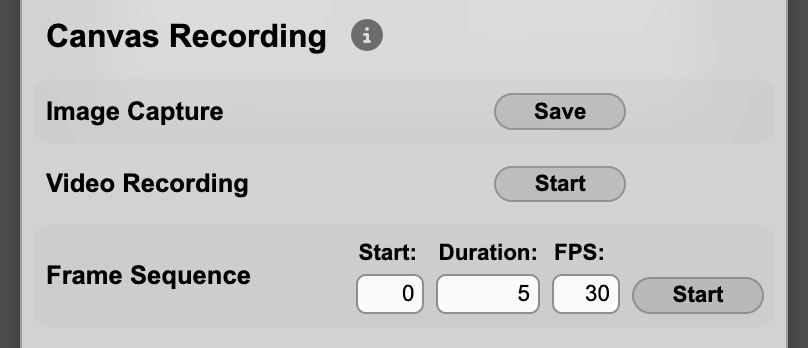 Canvas Recording i
Image Capture Save
Video Recording Start
Start: Duration: FPS:
Frame Sequence 0 5 30 Start